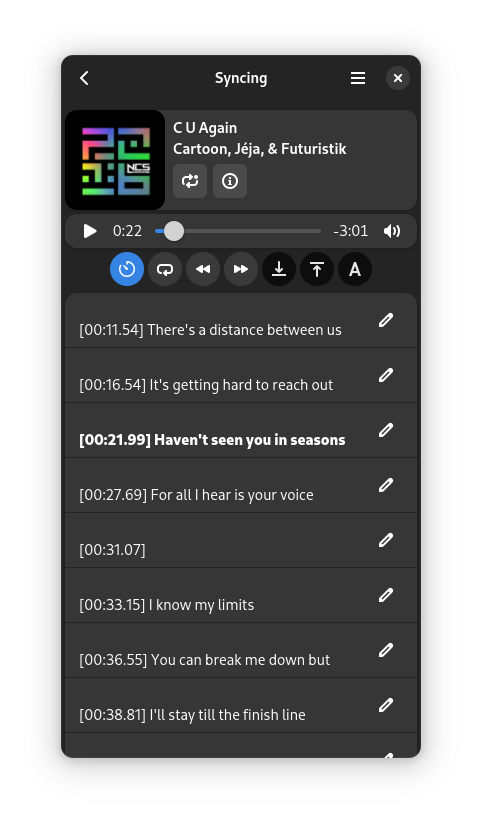 Syncing
NCS
C U Again
Cartoon, Jéja, & Futuristik
0:22
-3:01
A
[00:11.54] There's a distance between us
[00:16.54] It's getting hard to reach out
[00:21.99] Haven't seen you in seasons
[00:27.69] For all I hear is your voice
[00:31.07]
[00:33.15] I know my limits
[00:36.55] You can break me down but
[00:38.81] I'll stay till the finish line